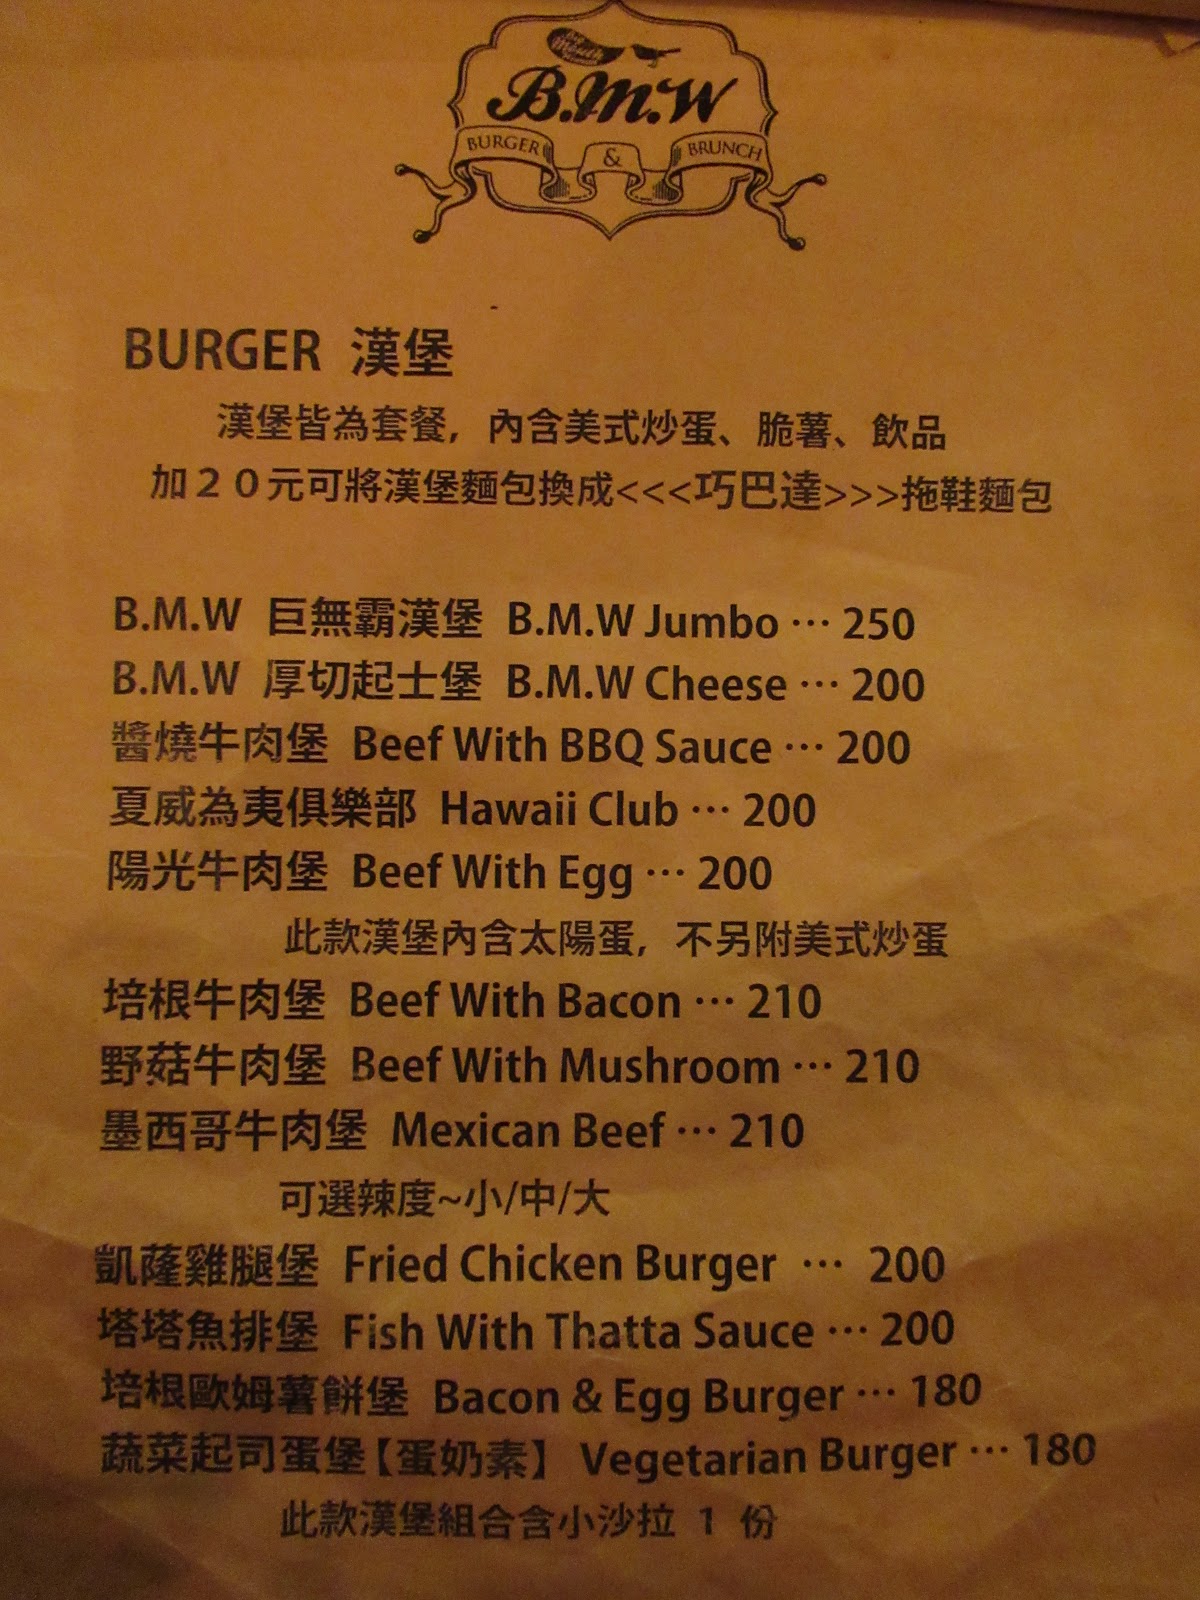 Big Mouth
B.M.W
BURGER & BRUNCH
BURGER 漢堡
漢堡皆為套餐，內含美式炒蛋、脆薯、飲品
加２０元可將漢堡麵包換成<<<巧巴達>>>拖鞋麵包
B.M.W 巨無霸漢堡 B.M.W Jumbo … 250
B.M.W 厚切起士堡 B.M.W Cheese … 200
醬燒牛肉堡 Beef With BBQ Sauce … 200
夏威為夷俱樂部 Hawaii Club … 200
陽光牛肉堡 Beef With Egg … 200
此款漢堡內含太陽蛋，不另附美式炒蛋
培根牛肉堡 Beef With Bacon … 210
野菇牛肉堡 Beef With Mushroom … 210
墨西哥牛肉堡 Mexican Beef … 210
可選辣度~小/中/大
凱薩雞腿堡 Fried Chicken Burger … 200
塔塔魚排堡 Fish With Thatta Sauce … 200
培根歐姆薯餅堡 Bacon & Egg Burger … 180
蔬菜起司蛋堡【蛋奶素】 Vegetarian Burger … 180
此款漢堡組合含小沙拉 1 份